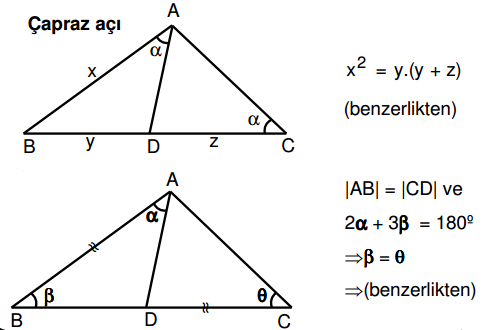 Çapraz açı
A
α
x
x² = y.(y + z)
(benzerlikten)
α
B
y
D
z
C
A
|AB| = |CD| ve
α
2α + 3β = 180º
⇒β = θ
β
θ
⇒(benzerlikten)
B
D
C